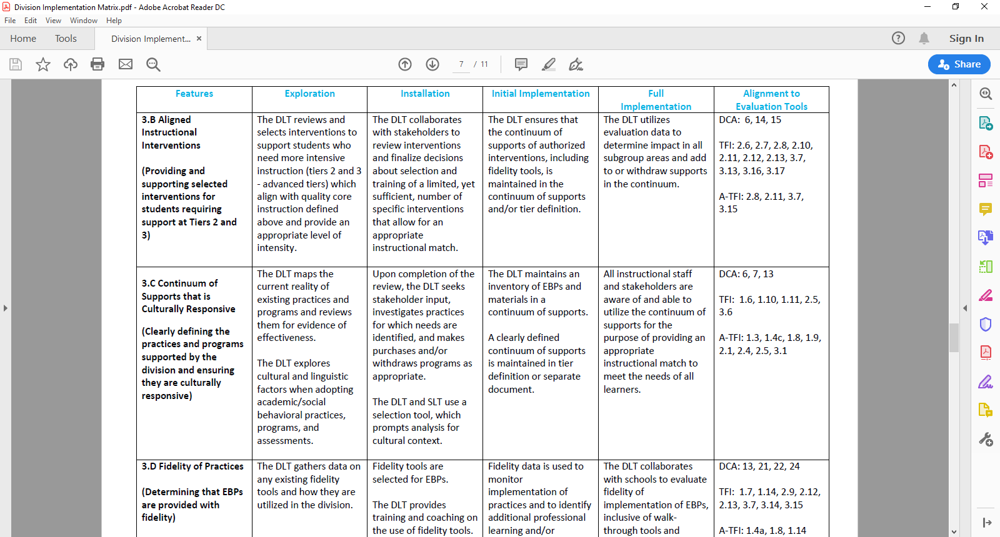 Division Implementation Matrix.pdf - Adobe Acrobat Reader DC
File Edit View Window Help
Home Tools Division Implement... × Sign In
7 / 11 Share
Features
Exploration
Installation
Initial Implementation
Full
Implementation
Alignment to
Evaluation Tools
3.B Aligned
Instructional
Interventions
(Providing and
supporting selected
interventions for
students requiring
support at Tiers 2 and
3)
The DLT reviews and
selects interventions to
support students who
need more intensive
instruction (tiers 2 and 3
- advanced tiers) which
align with quality core
instruction defined
above and provide an
appropriate level of
intensity.
The DLT collaborates
with stakeholders to
review interventions
and finalize decisions
about selection and
training of a limited, yet
sufficient, number of
specific interventions
that allow for an
appropriate
instructional match.
The DLT ensures that
the continuum of
supports of authorized
interventions, including
fidelity tools, is
maintained in the
continuum of supports
and/or tier definition.
The DLT utilizes
evaluation data to
determine impact in all
subgroup areas and add
to or withdraw supports
in the continuum.
DCA: 6, 14, 15
TFI: 2.6, 2.7, 2.8, 2.10,
2.11, 2.12, 2.13, 3.7,
3.13, 3.16, 3.17
A-TFI: 2.8, 2.11, 3.7,
3.15
3.C Continuum of
Supports that is
Culturally Responsive
(Clearly defining the
practices and programs
supported by the
division and ensuring
they are culturally
responsive)
The DLT maps the
current reality of
existing practices and
programs and reviews
them for evidence of
effectiveness.
The DLT explores
cultural and linguistic
factors when adopting
academic/social
behavioral practices,
programs, and
assessments.
Upon completion of the
review, the DLT seeks
stakeholder input,
investigates practices
for which needs are
identified, and makes
purchases and/or
withdraws programs as
appropriate.
The DLT and SLT use a
selection tool, which
prompts analysis for
cultural context.
The DLT maintains an
inventory of EBPs and
materials in a
continuum of supports.
A clearly defined
continuum of supports
is maintained in tier
definition or separate
document.
All instructional staff
and stakeholders are
aware of and able to
utilize the continuum of
supports for the
purpose of providing an
appropriate
instructional match to
meet the needs of all
learners.
DCA: 6, 7, 13
TFI: 1.6, 1.10, 1.11, 2.5,
3.6
A-TFI: 1.3, 1.4c, 1.8, 1.9,
2.1, 2.4, 2.5, 3.1
3.D Fidelity of Practices
(Determining that EBPs
are provided with
fidelity)
The DLT gathers data on
any existing fidelity
tools and how they are
utilized in the division.
Fidelity tools are
selected for EBPs.
The DLT provides
training and coaching on
the use of fidelity tools.
Fidelity data is used to
monitor
implementation of
practices and to identify
additional professional
learning and/or
The DLT collaborates
with schools to evaluate
fidelity of
implementation of EBPs,
inclusive of walk-
through tools and
DCA: 13, 21, 22, 24
TFI: 1.7, 1.14, 2.9, 2.12,
2.13, 3.7, 3.14, 3.15
A-TFI: 1.4a, 1.8, 1.14